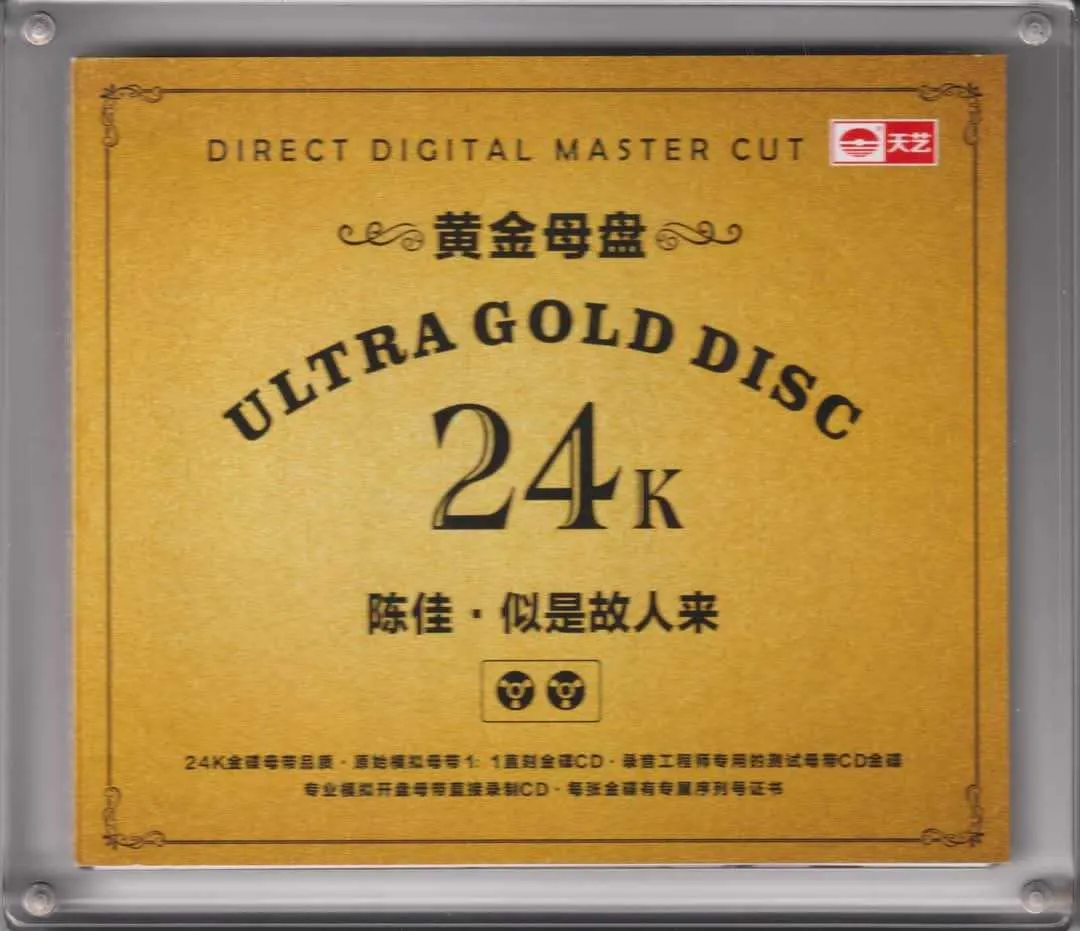 DIRECT DIGITAL MASTER CUT
天艺
黄金母盘
ULTRA GOLD DISC
24K
陈佳·似是故人来
24K金碟母带品质·原始模拟母带1:1直刻金碟CD·录音工程师专用的测试母带CD金碟
专业模拟开盘母带直接录制CD·每张金碟有专属序列号证书